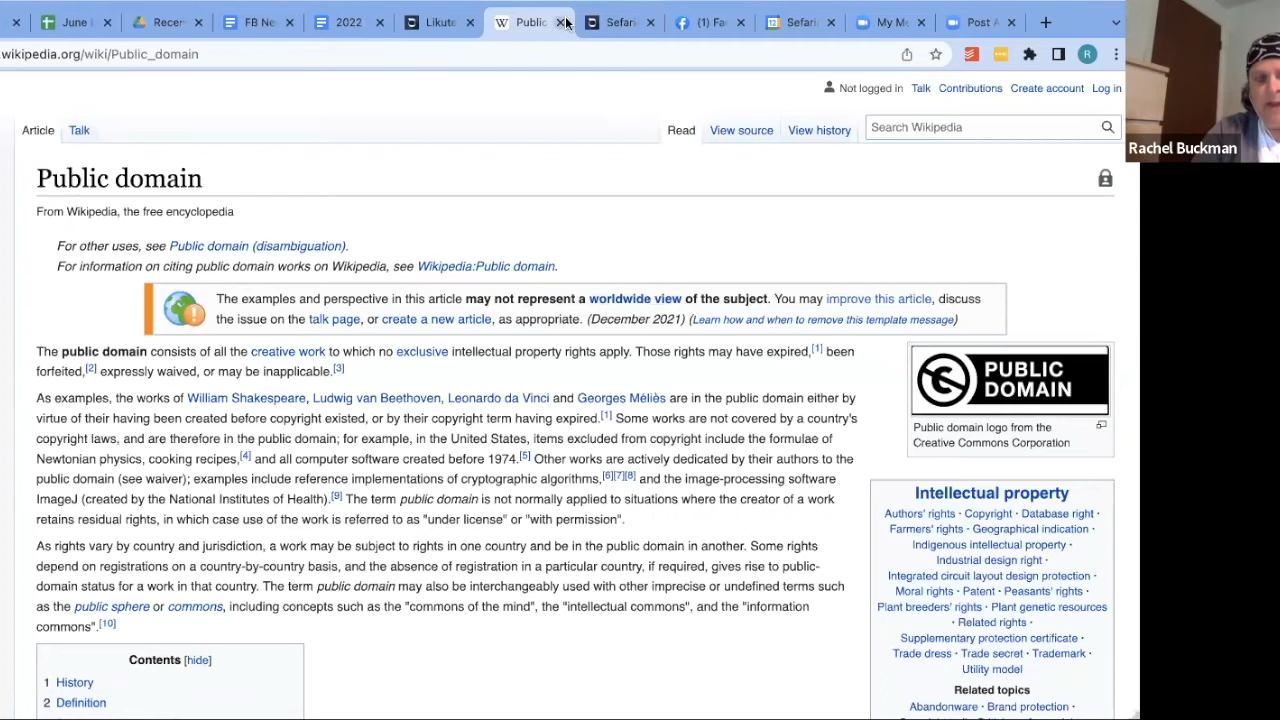 June I
Recen
FB Ne
2022
Likute
Public
Sefari
(1) Fa
Sefari
My Me
Post A
wikipedia.org/wiki/Public_domain
R
Not logged in Talk Contributions Create account Log in
Article Talk Read View source View history Search Wikipedia
Rachel Buckman
Public domain
From Wikipedia, the free encyclopedia
For other uses, see Public domain (disambiguation).
For information on citing public domain works on Wikipedia, see Wikipedia:Public domain.
The examples and perspective in this article may not represent a worldwide view of the subject. You may improve this article, discuss
the issue on the talk page, or create a new article, as appropriate. (December 2021) (Learn how and when to remove this template message)
The public domain consists of all the creative work to which no exclusive intellectual property rights apply. Those rights may have expired,[1] been
forfeited,[2] expressly waived, or may be inapplicable.[3]
As examples, the works of William Shakespeare, Ludwig van Beethoven, Leonardo da Vinci and Georges Méliès are in the public domain either by
virtue of their having been created before copyright existed, or by their copyright term having expired.[1] Some works are not covered by a country's
copyright laws, and are therefore in the public domain; for example, in the United States, items excluded from copyright include the formulae of
Newtonian physics, cooking recipes,[4] and all computer software created before 1974.[5] Other works are actively dedicated by their authors to the
public domain (see waiver); examples include reference implementations of cryptographic algorithms,[6][7][8] and the image-processing software
ImageJ (created by the National Institutes of Health).[9] The term public domain is not normally applied to situations where the creator of a work
retains residual rights, in which case use of the work is referred to as "under license" or "with permission".
As rights vary by country and jurisdiction, a work may be subject to rights in one country and be in the public domain in another. Some rights
depend on registrations on a country-by-country basis, and the absence of registration in a particular country, if required, gives rise to public-
domain status for a work in that country. The term public domain may also be interchangeably used with other imprecise or undefined terms such
as the public sphere or commons, including concepts such as the "commons of the mind", the "intellectual commons", and the "information
commons".[10]
Contents [hide]
1 History
2 Definition
PUBLIC
DOMAIN
Public domain logo from the
Creative Commons Corporation
Intellectual property
Authors' rights · Copyright · Database right ·
Farmers' rights · Geographical indication ·
Indigenous intellectual property ·
Industrial design right ·
Integrated circuit layout design protection ·
Moral rights · Patent · Peasants' rights ·
Plant breeders' rights · Plant genetic resources
· Related rights ·
Supplementary protection certificate ·
Trade dress · Trade secret · Trademark ·
Utility model
Related topics
Abandonware · Brand protection ·